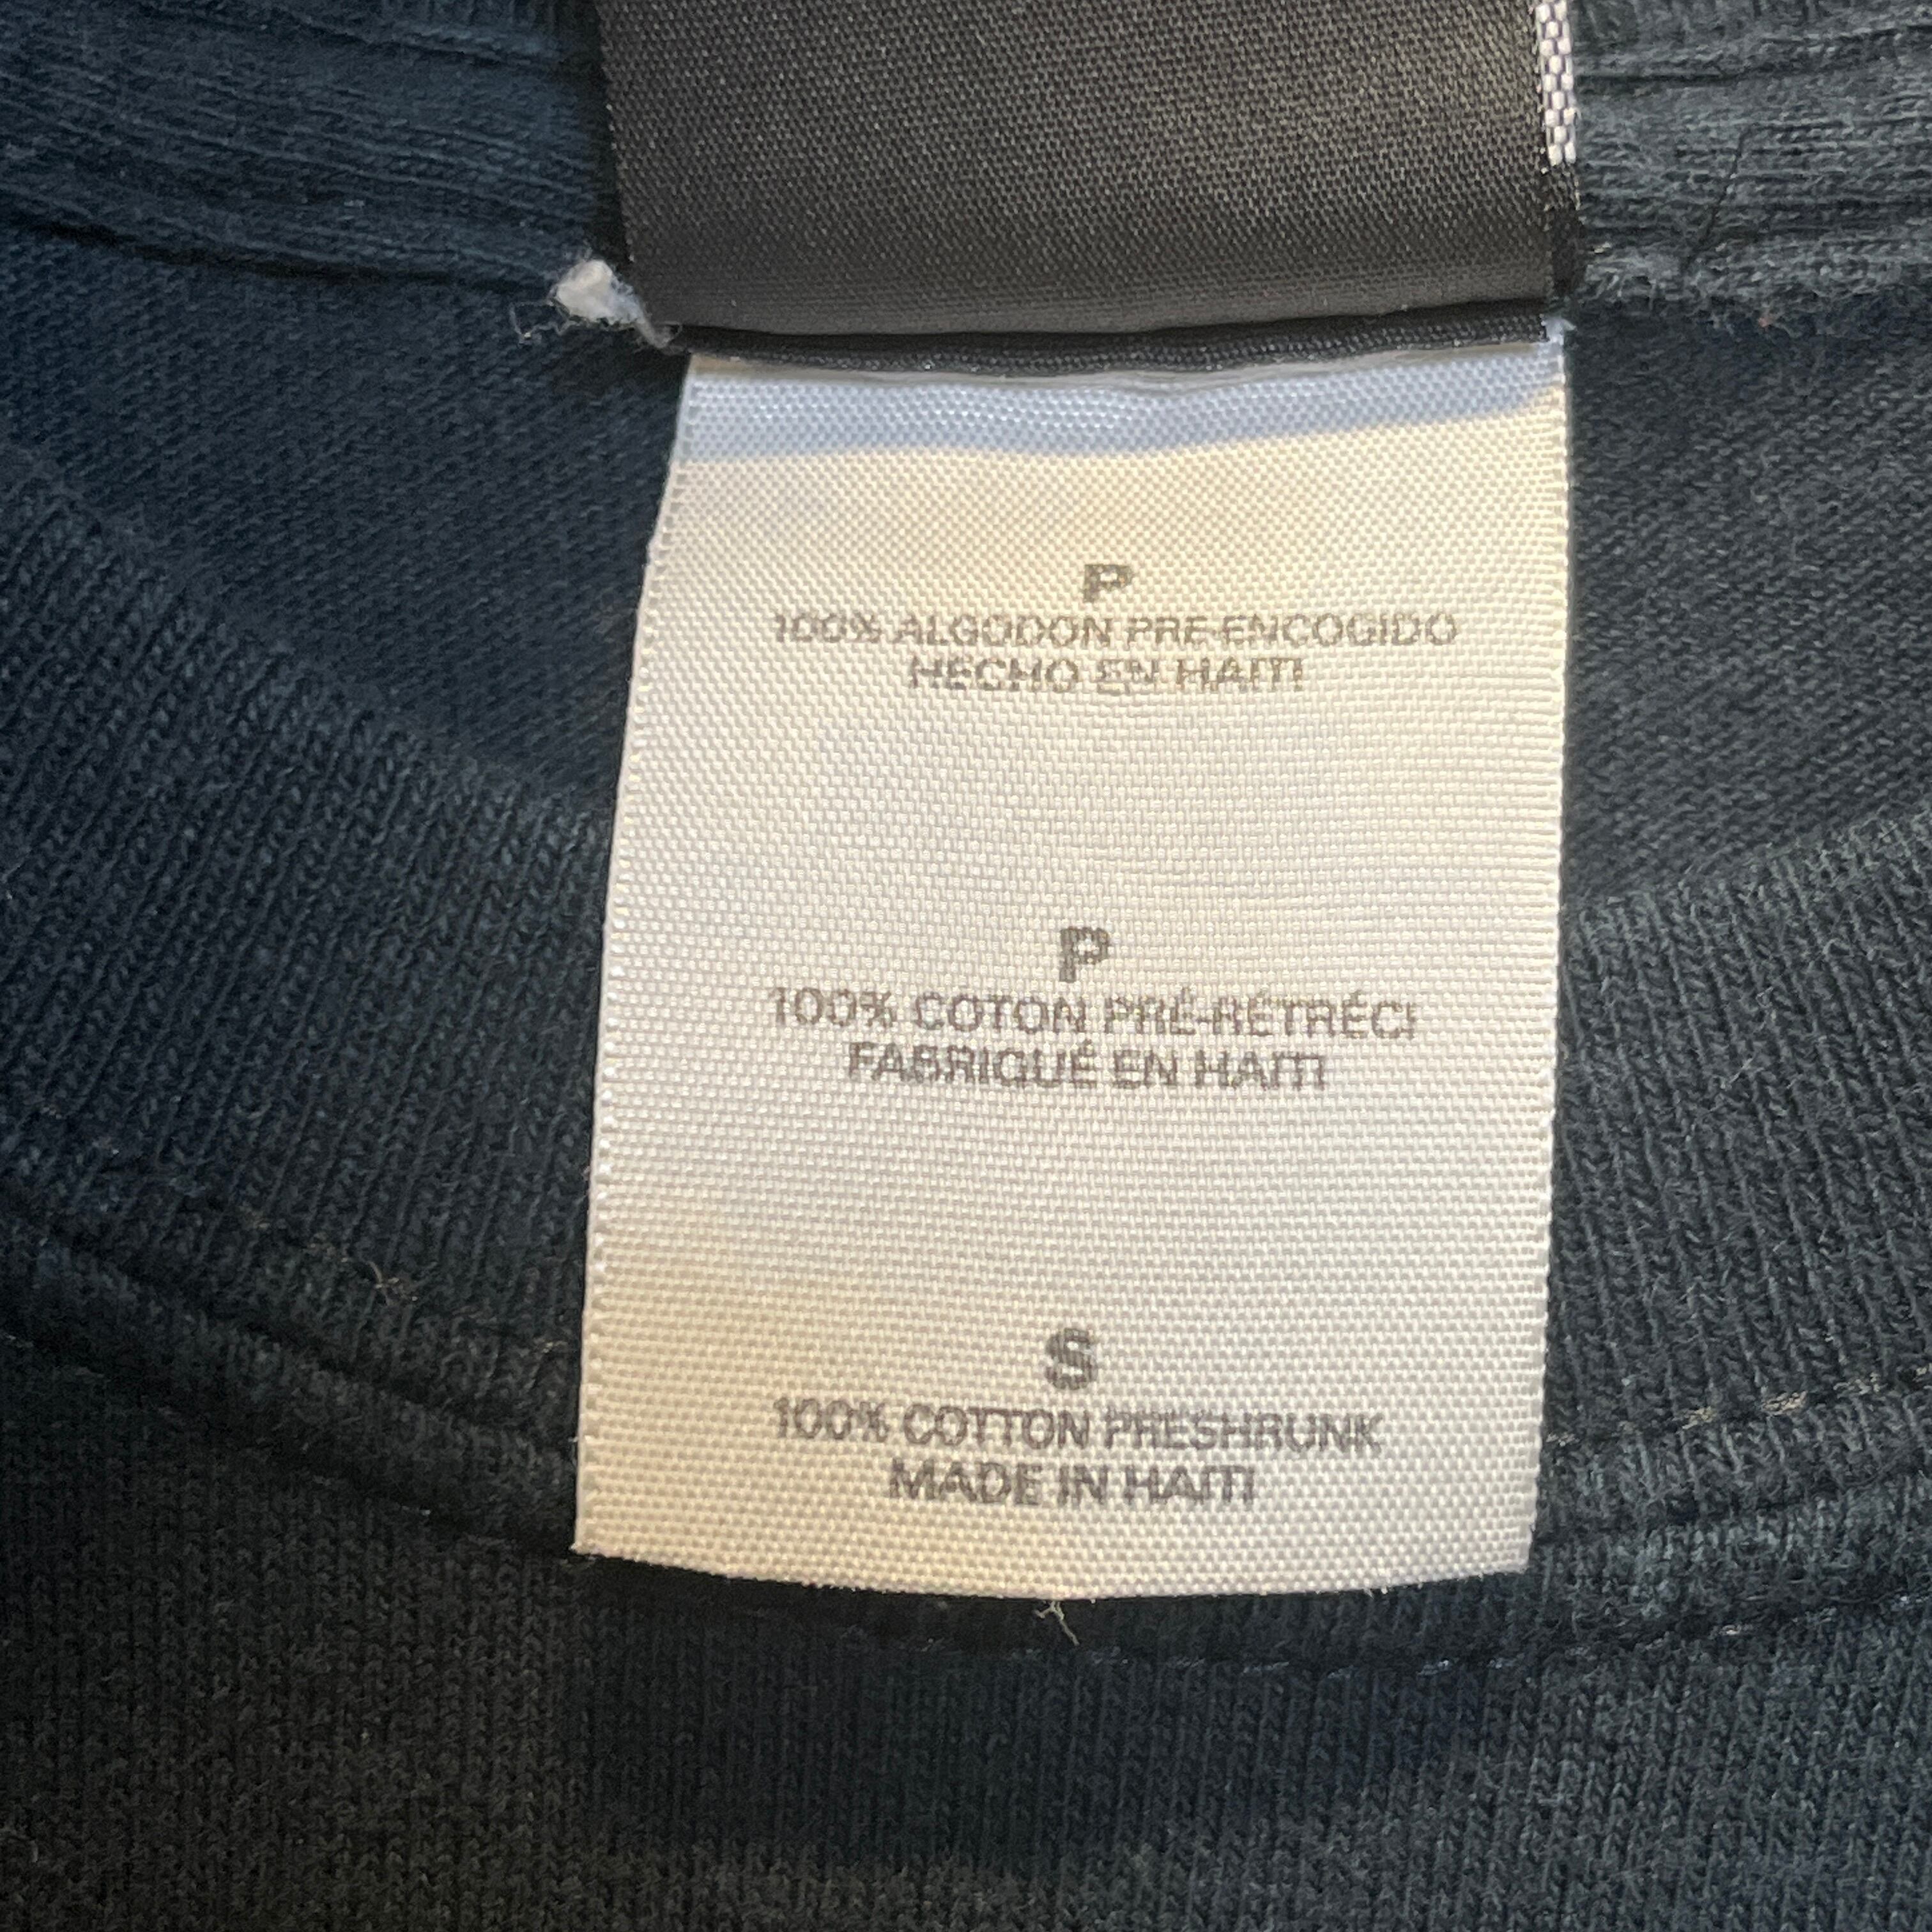 P
100% ALGODON PRE-ENCOGIDO
HECHO EN HAITI
P
100% COTON PRÉ-RÉTRÉCI
FABRIQUÉ EN HAITI
S
100% COTTON PRESHRUNK
MADE IN HAITI